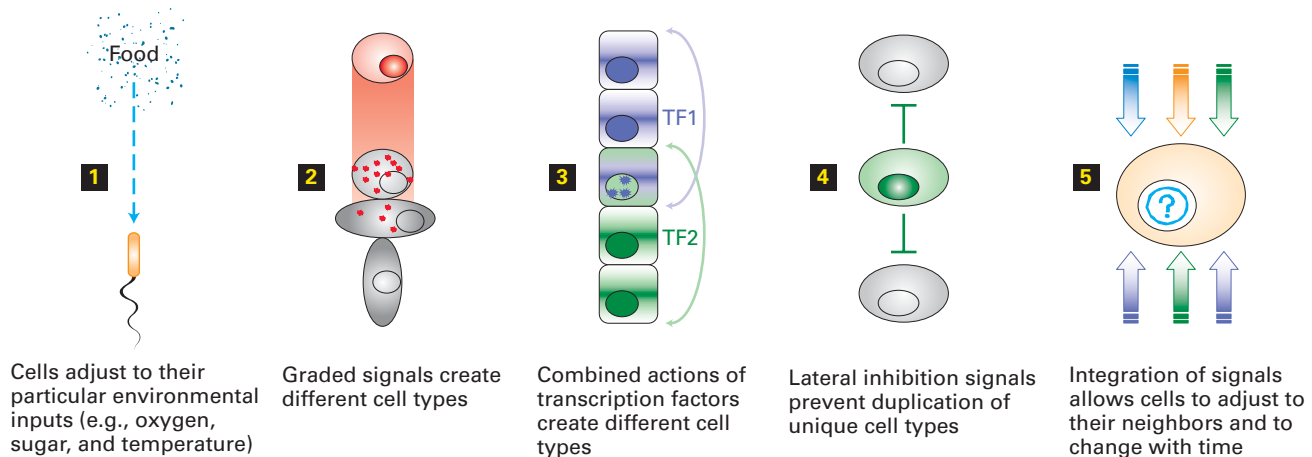 Food
1
2
3
TF1
TF2
4
5
?
Cells adjust to their
particular environmental
inputs (e.g., oxygen,
sugar, and temperature)
Graded signals create
different cell types
Combined actions of
transcription factors
create different cell
types
Lateral inhibition signals
prevent duplication of
unique cell types
Integration of signals
allows cells to adjust to
their neighbors and to
change with time